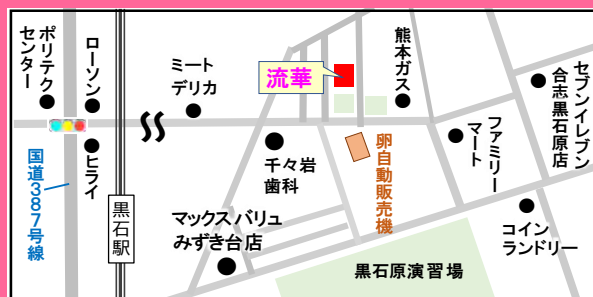 ポリテク
センター
ローソン
ミート
デリカ
流華
熊本ガス
セブンイレブン
合志黒石原店
ファミリー
マート
国道387号線
ヒライ
黒石駅
千々岩
歯科
卵自動販売機
マックスバリュ
みずき台店
コイン
ランドリー
黒石原演習場